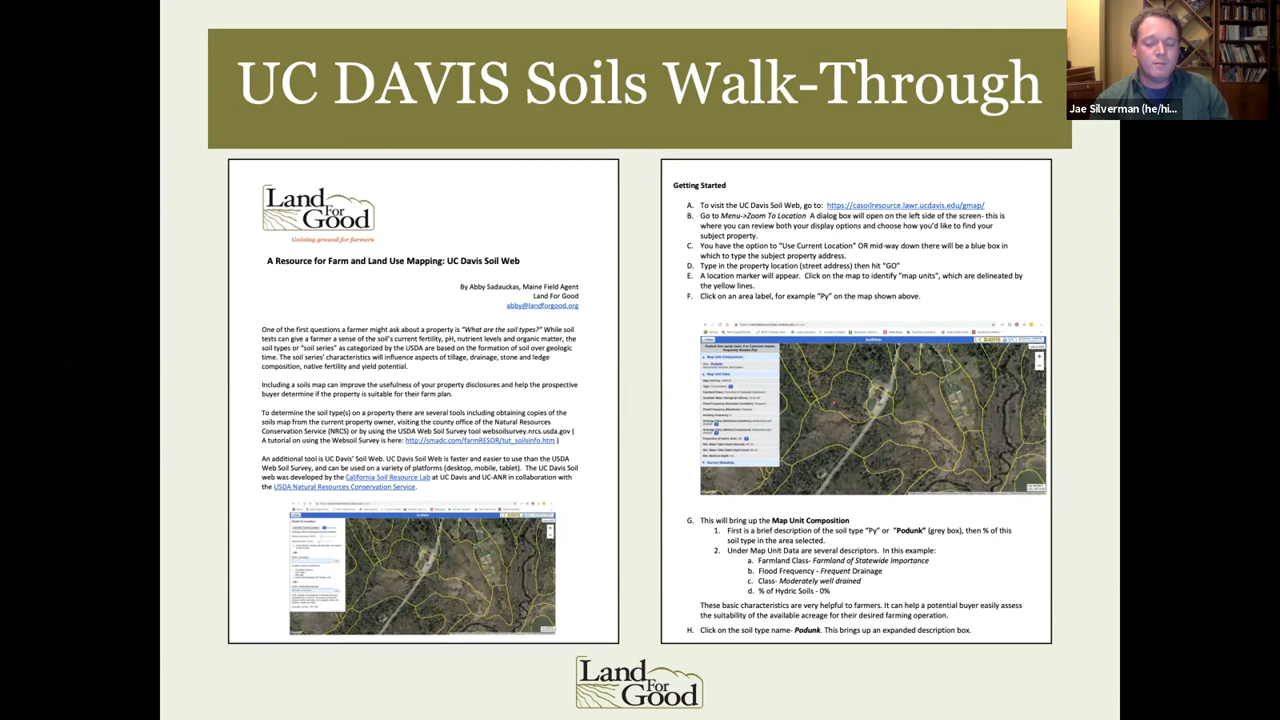 UC DAVIS Soils Walk-Through
Jae Silverman (he/hi...
Land
For
Good
Gaining ground for farmers
A Resource for Farm and Land Use Mapping: UC Davis Soil Web
By Abby Sadauckas, Maine Field Agent
Land For Good
abby@landforgood.org
One of the first questions a farmer might ask about a property is "What are the soil types?" While soil
tests can give a farmer a sense of the soil's current fertility, pH, nutrient levels and organic matter, the
soil types or "soil series" as categorized by the USDA are based on the formation of soil over geologic
time. The soil series' characteristics will influence aspects of tillage, drainage, stone and ledge
composition, native fertility and yield potential.
Including a soils map can improve the usefulness of your property disclosures and help the prospective
buyer determine if the property is suitable for their farm plan.
To determine the soil type(s) on a property there are several tools including obtaining copies of the
soils map from the current property owner, visiting the county office of the Natural Resources
Conservation Service (NRCS) or by using the USDA Web Soil Survey tool websoilsurvey.nrcs.usda.gov (
A tutorial on using the Websoil Survey is here: http://smadc.com/farmRESOR/tut_soilsinfo.htm )
An additional tool is UC Davis' Soil Web. UC Davis Soil Web is faster and easier to use than the USDA
Web Soil Survey, and can be used on a variety of platforms (desktop, mobile, tablet). The UC Davis Soil
web was developed by the California Soil Resource Lab at UC Davis and UC-ANR in collaboration with
the USDA Natural Resources Conservation Service.
Getting Started
A. To visit the UC Davis Soil Web, go to: https://casoilresource.lawr.ucdavis.edu/gmap/
B. Go to Menu->Zoom To Location A dialog box will open on the left side of the screen- this is
where you can review both your display options and choose how you'd like to find your
subject property.
C. You have the option to "Use Current Location" OR mid-way down there will be a blue box in
which to type the subject property address.
D. Type in the property location (street address) then hit "GO"
E. A location marker will appear. Click on the map to identify "map units", which are delineated by
the yellow lines.
F. Click on an area label, for example "Py" on the map shown above.
Map Unit Composition
Map Unit Data
Survey Metadata
G. This will bring up the Map Unit Composition
1. First is a brief description of the soil type "Py" or "Podunk" (grey box), then % of this
soil type in the area selected.
2. Under Map Unit Data are several descriptors. In this example:
a. Farmland Class- Farmland of Statewide Importance
b. Flood Frequency - Frequent Drainage
c. Class- Moderately well drained
d. % of Hydric Soils - 0%
These basic characteristics are very helpful to farmers. It can help a potential buyer easily assess
the suitability of the available acreage for their desired farming operation.
H. Click on the soil type name- Podunk. This brings up an expanded description box.
Land
For
Good